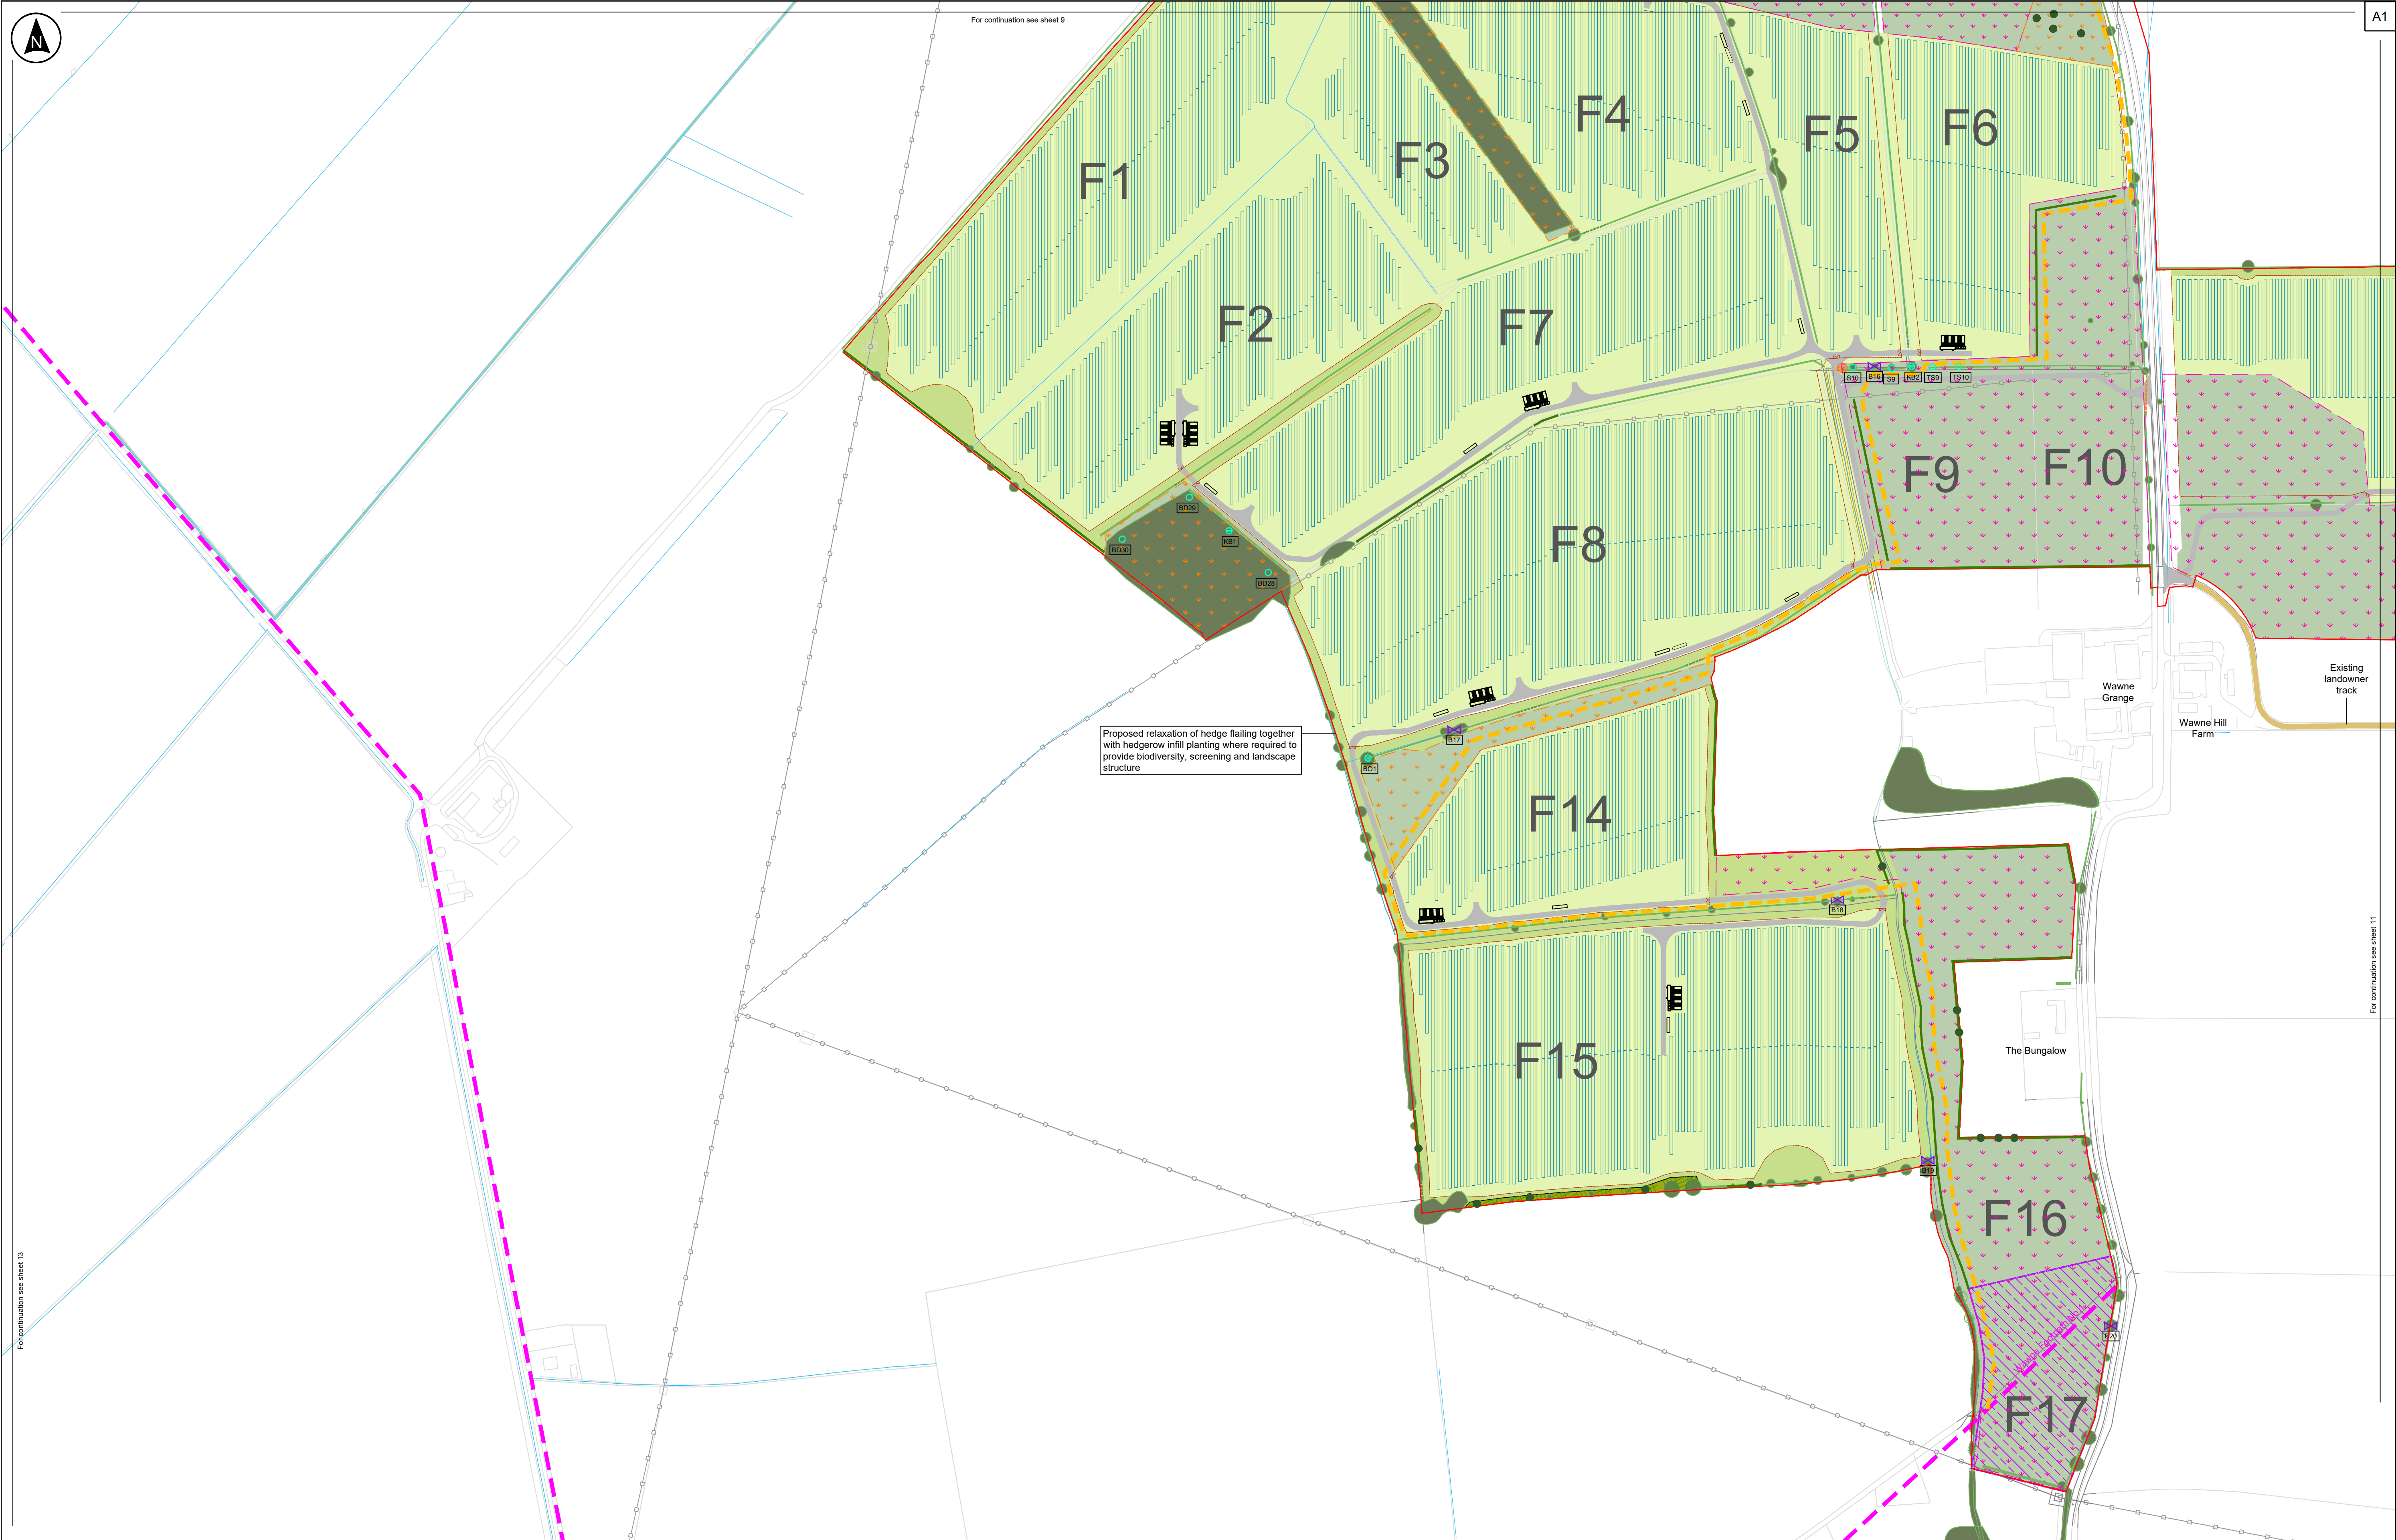 For continuation see sheet 9
A1
N
F1
F2
F3
F4
F5
F6
F7
S10
B16
S9
KB2
TS9
TS10
F8
F9
F10
BD29
BD30
KB1
BD28
Existing
landowner
track
Wawne
Grange
Wawne Hill
Farm
Proposed relaxation of hedge flailing together
with hedgerow infill planting where required to
provide biodiversity, screening and landscape
structure
B17
BO1
F14
B18
For continuation see sheet 11
F15
The Bungalow
B19
F16
For continuation see sheet 13
B20
F17